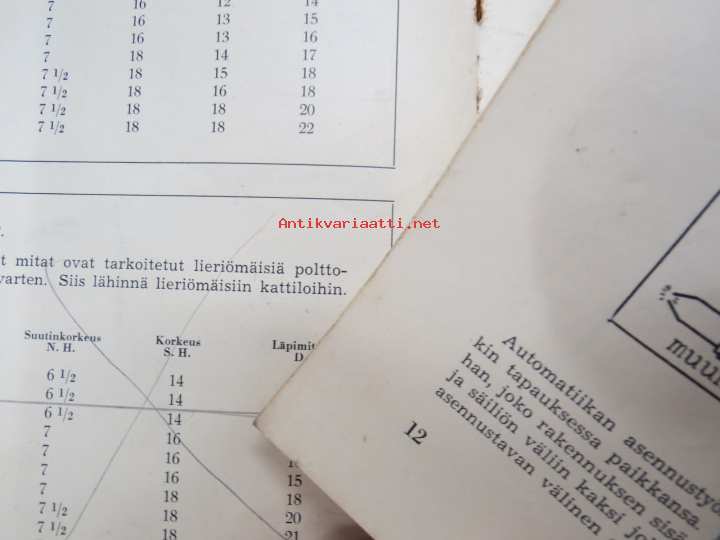 7 16 12 14
7 16 13 15
7 16 13 16
7 18 14 17
7 1/2 18 15 18
7 1/2 18 16 18
7 1/2 18 18 20
7 1/2 18 18 22
Antikvariaatti.net
t mitat ovat tarkoitetut lieriömäisiä poltto-
varten. Siis lähinnä lieriömäisiin kattiloihin.
Suutinkorkeus Korkeus Läpimit
N. H. S. H. D.
6 1/2 14
6 1/2 14
6 1/2 14
7 16
7 16
7 16
7 18 15
7 1/2 18 18
7 1/2 18 20
21
muu
Automatiikan asennustyö
kin tapauksessa paikkansa.
han, joko rakennuksen sisä
ja säiliön väliin kaksi jo
asennustavan välinen
12